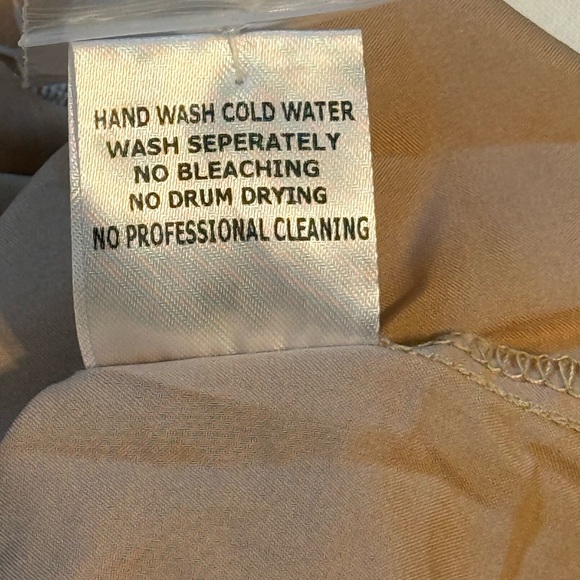 HAND WASH COLD WATER
WASH SEPERATELY
NO BLEACHING
NO DRUM DRYING
NO PROFESSIONAL CLEANING